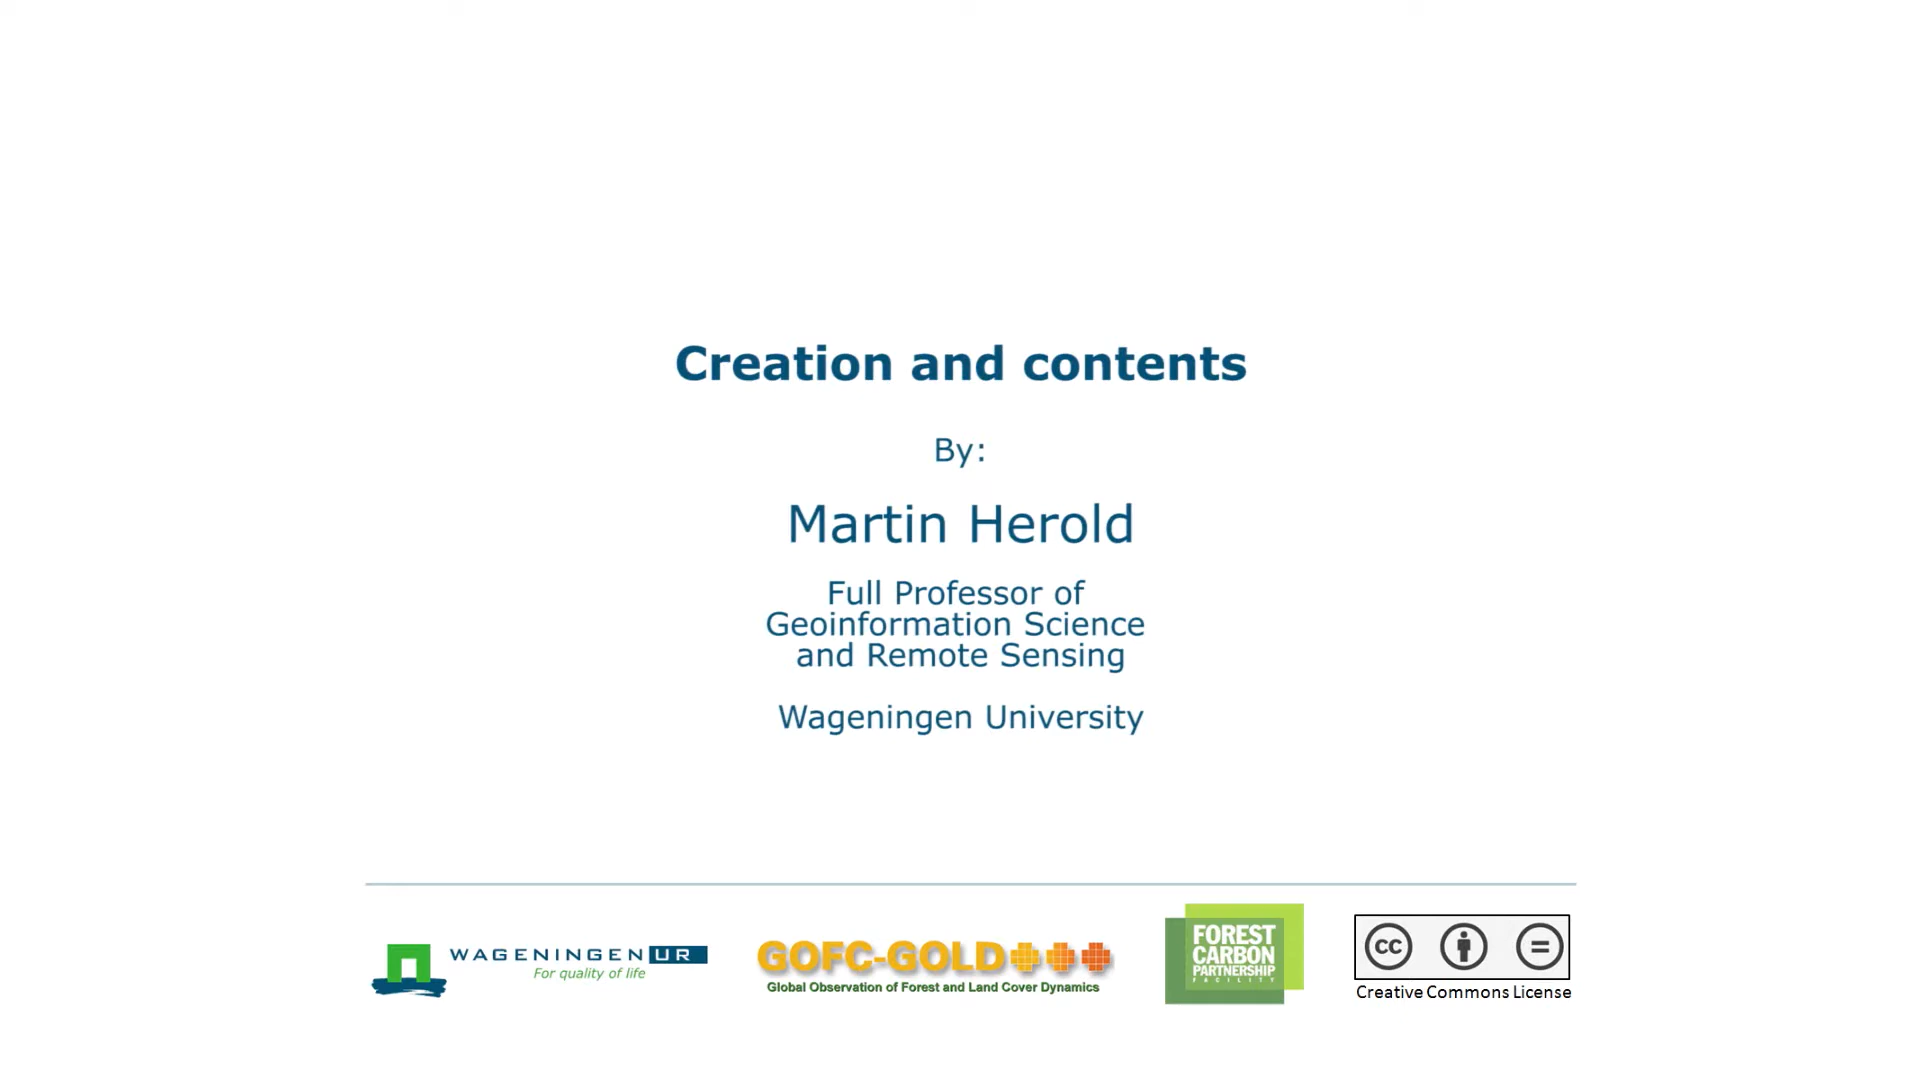 Creation and contents
By:
Martin Herold
Full Professor of
Geoinformation Science
and Remote Sensing
Wageningen University
WAGENINGEN UR
For quality of life
GOFC-GOLD
Global Observation of Forest and Land Cover Dynamics
FOREST
CARBON
PARTNERSHIP
FACILITY
cc
Creative Commons License